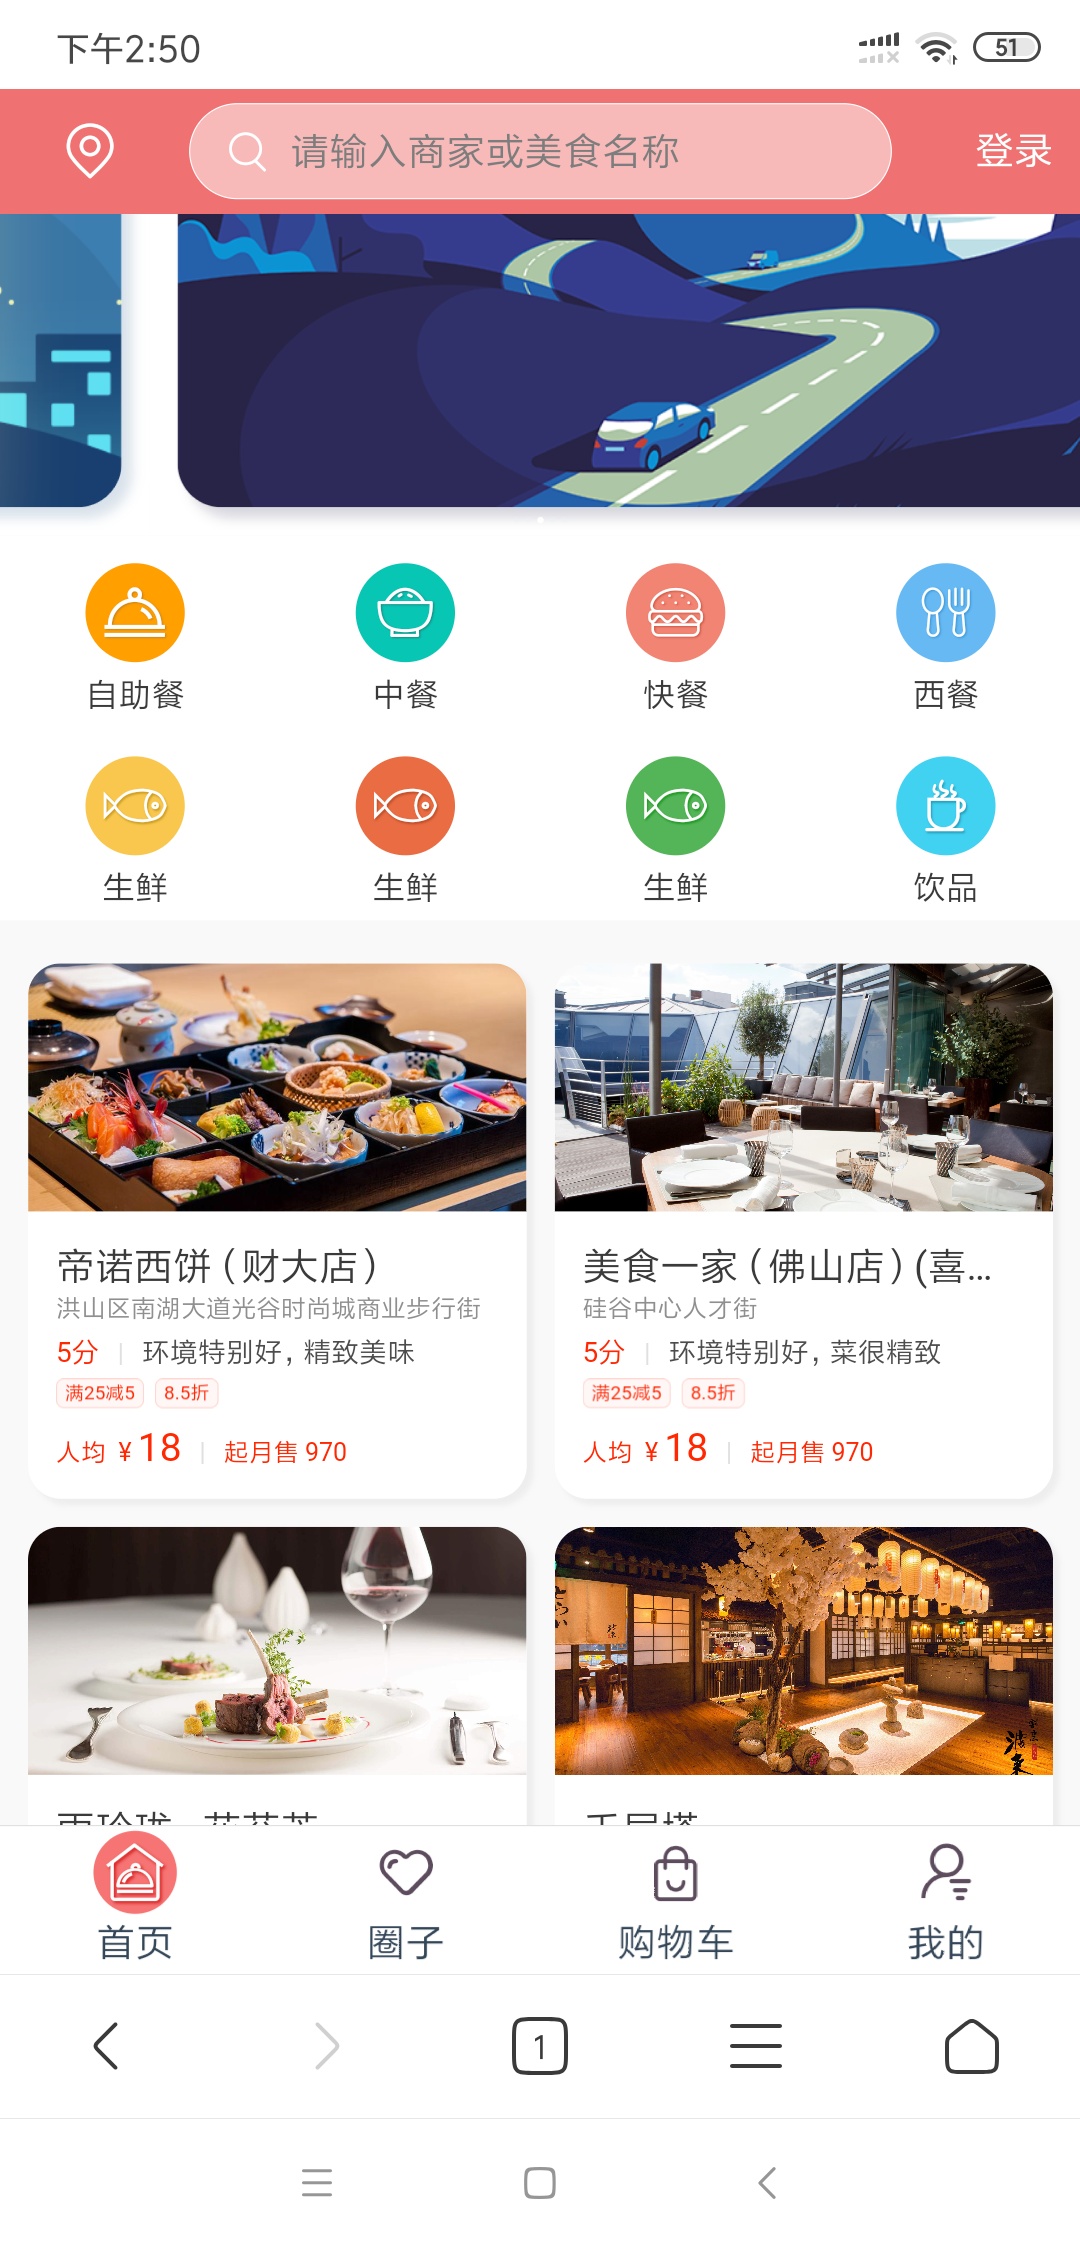 下午2:50
51
请输入商家或美食名称
登录
自助餐
中餐
快餐
西餐
生鲜
生鲜
生鲜
饮品
帝诺西饼（财大店）
洪山区南湖大道光谷时尚城商业步行街
5分 | 环境特别好，精致美味
满25减5 8.5折
人均 ¥18 | 起月售 970
美食一家（佛山店）(喜...
硅谷中心人才街
5分 | 环境特别好，菜很精致
满25减5 8.5折
人均 ¥18 | 起月售 970
首页
圈子
购物车
我的
1